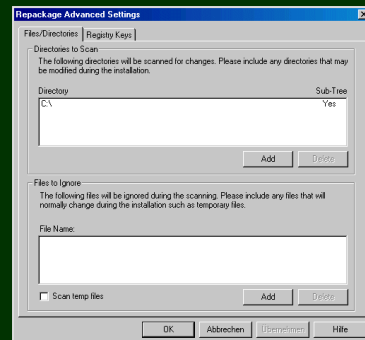 Repackage Advanced Settings
Files/Directories Registry Keys
Directories to Scan
The following directories will be scanned for changes. Please include any directories that may
be modified during the installation.
Directory Sub-Tree
C:\ Yes
Add Delete
Files to Ignore
The following files will be ignored during the scanning. Please include any files that will
normally change during the installation such as temporary files.
File Name:
Scan temp files Add Delete
OK Abbrechen Übernehmen Hilfe